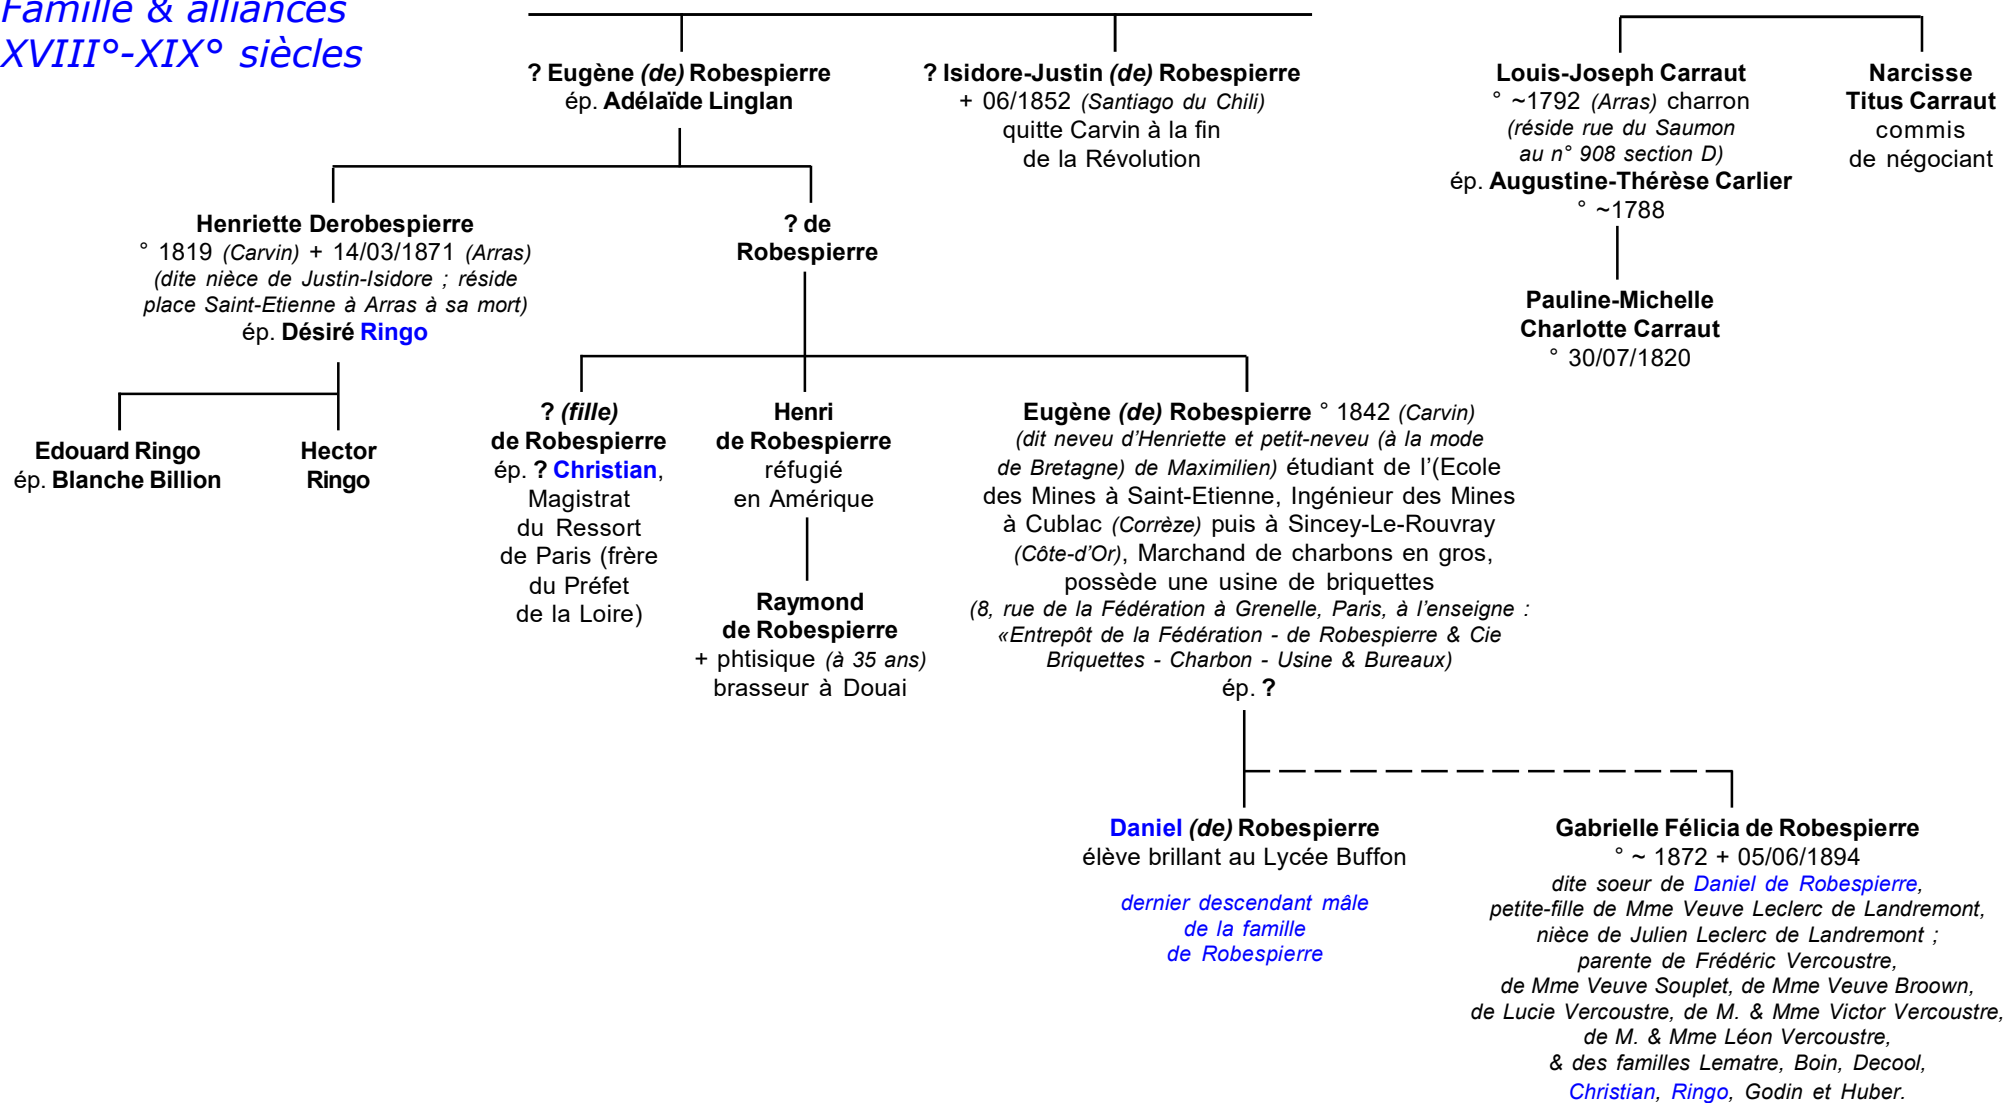 Famille & alliances
XVIII°-XIX° siècles
? Eugène (de) Robespierre
ép. Adélaïde Linglan
? Isidore-Justin (de) Robespierre
+ 06/1852 (Santiago du Chili)
quitte Carvin à la fin
de la Révolution
Louis-Joseph Carraut
° ~1792 (Arras) charron
(réside rue du Saumon
au n° 908 section D)
ép. Augustine-Thérèse Carlier
° ~1788
Narcisse
Titus Carraut
commis
de négociant
Henriette Derobespierre
° 1819 (Carvin) + 14/03/1871 (Arras)
(dite nièce de Justin-Isidore ; réside
place Saint-Etienne à Arras à sa mort)
ép. Désiré Ringo
? de
Robespierre
Pauline-Michelle
Charlotte Carraut
° 30/07/1820
Edouard Ringo
ép. Blanche Billion
Hector
Ringo
? (fille)
de Robespierre
ép. ? Christian,
Magistrat
du Ressort
de Paris (frère
du Préfet
de la Loire)
Henri
de Robespierre
réfugié
en Amérique
Raymond
de Robespierre
+ phtisique (à 35 ans)
brasseur à Douai
Eugène (de) Robespierre ° 1842 (Carvin)
(dit neveu d'Henriette et petit-neveu (à la mode
de Bretagne) de Maximilien) étudiant de l'(Ecole
des Mines à Saint-Etienne, Ingénieur des Mines
à Cublac (Corrèze) puis à Sincey-Le-Rouvray
(Côte-d'Or), Marchand de charbons en gros,
possède une usine de briquettes
(8, rue de la Fédération à Grenelle, Paris, à l'enseigne :
«Entrepôt de la Fédération - de Robespierre & Cie
Briquettes - Charbon - Usine & Bureaux)
ép. ?
Daniel (de) Robespierre
élève brillant au Lycée Buffon
dernier descendant mâle
de la famille
de Robespierre
Gabrielle Félicia de Robespierre
° ~ 1872 + 05/06/1894
dite soeur de Daniel de Robespierre,
petite-fille de Mme Veuve Leclerc de Landremont,
nièce de Julien Leclerc de Landremont ;
parente de Frédéric Vercoustre,
de Mme Veuve Souplet, de Mme Veuve Broown,
de Lucie Vercoustre, de M. & Mme Victor Vercoustre,
de M. & Mme Léon Vercoustre,
& des familles Lematre, Boin, Decool,
Christian, Ringo, Godin et Huber.